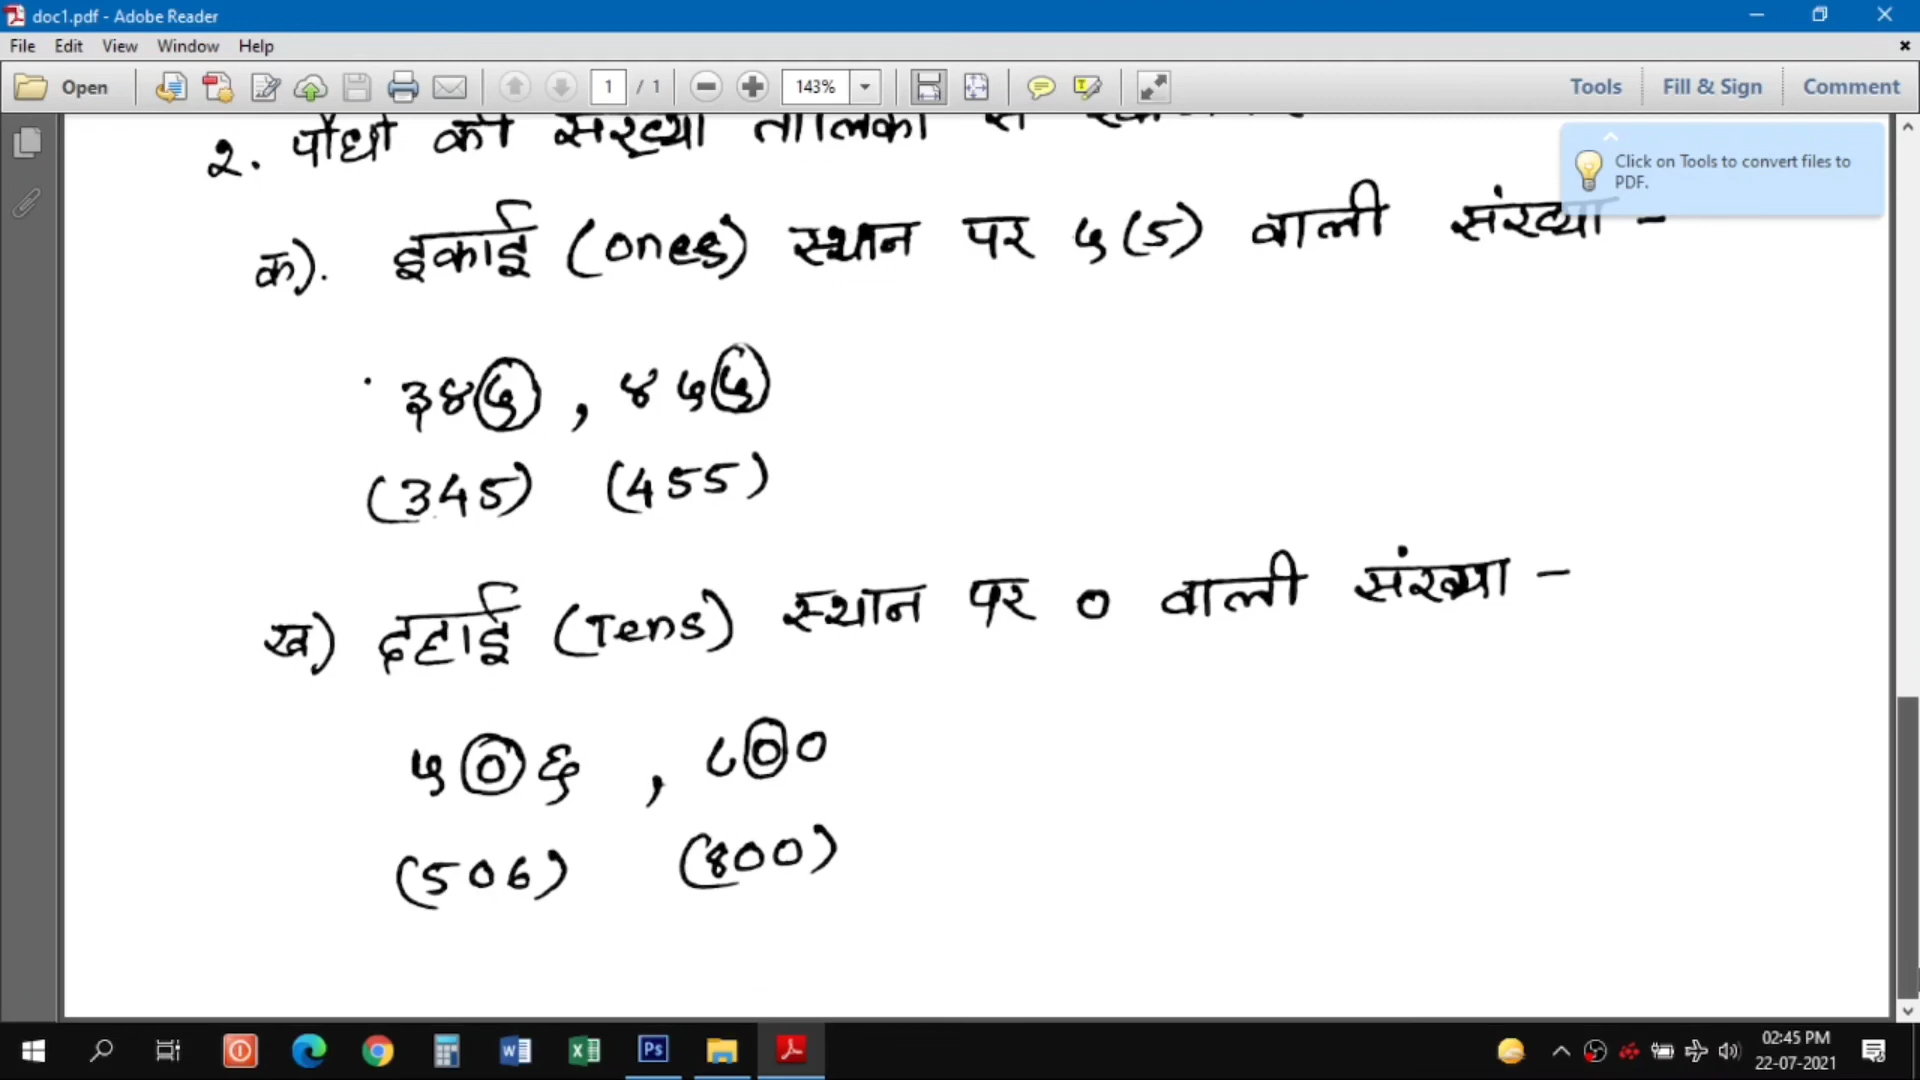 doc1.pdf - Adobe Reader
File Edit View Window Help
Open 1 / 1 143% Tools Fill & Sign Comment
Click on Tools to convert files to
PDF.
२. पौधों की संख्या तालिका से
क). इकाई (ones) स्थान पर ५(5) वाली संख्या -
३४५ , ४५५
(345) (455)
ख) दहाई (Tens) स्थान पर 0 वाली संख्या -
५०६ , ८००
(506) (800)
02:45 PM
22-07-2021